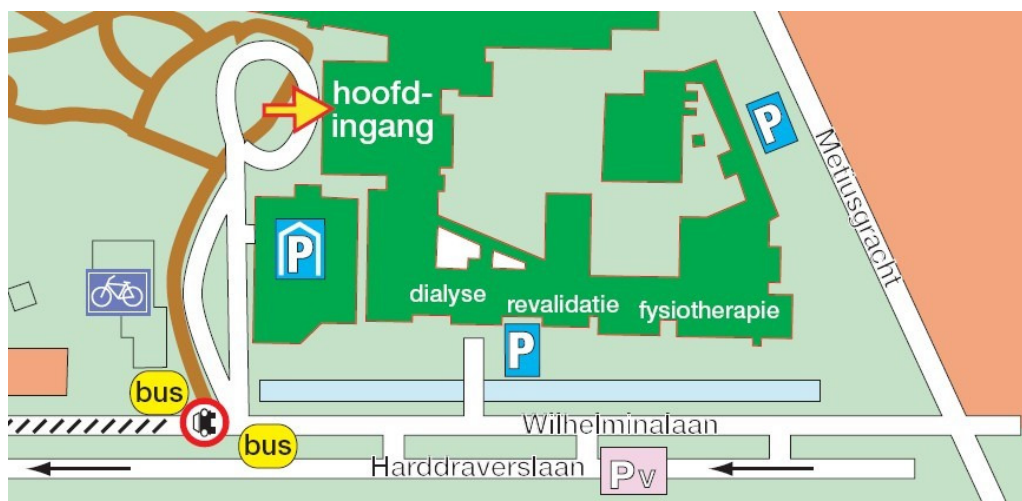 hoofd-
ingang
P
Metiusgracht
P
dialyse
revalidatie
fysiotherapie
P
bus
bus
Wilhelminalaan
Harddraverslaan
Pv